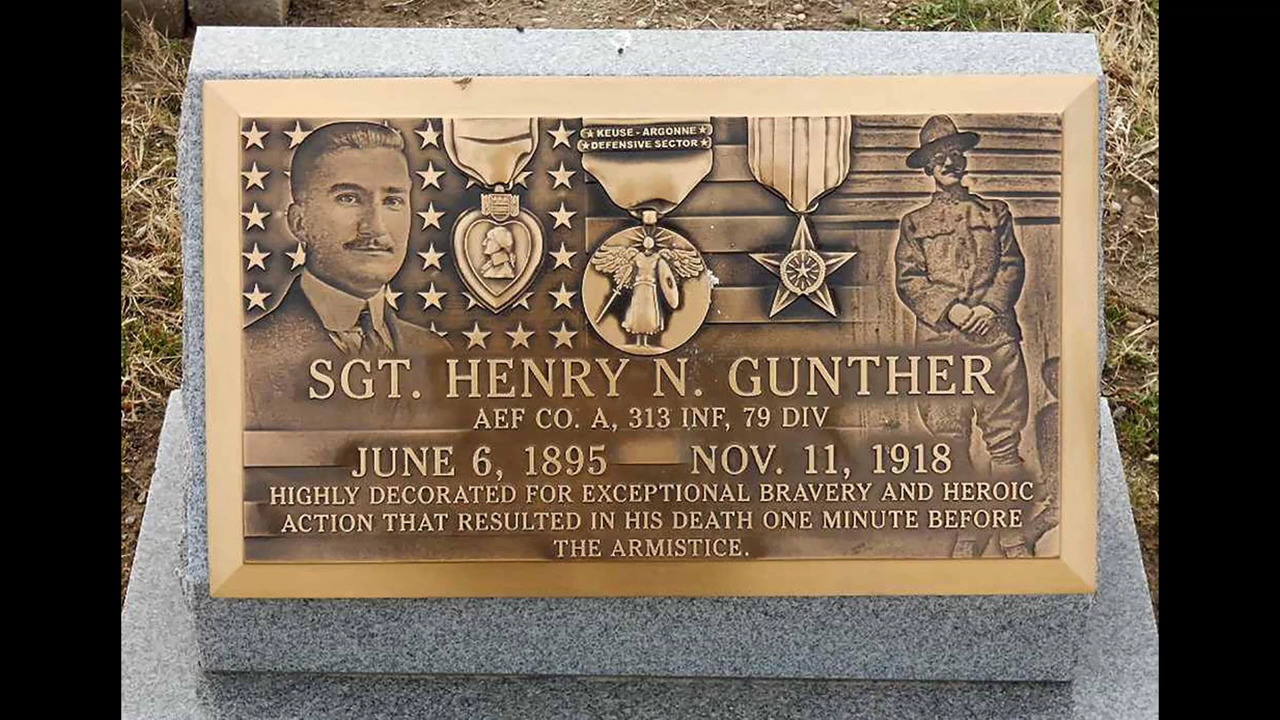 KEUSE - ARGONNE
DEFENSIVE SECTOR
SGT. HENRY N. GUNTHER
AEF CO. A, 313 INF, 79 DIV
JUNE 6, 1895 NOV. 11, 1918
HIGHLY DECORATED FOR EXCEPTIONAL BRAVERY AND HEROIC
ACTION THAT RESULTED IN HIS DEATH ONE MINUTE BEFORE
THE ARMISTICE.